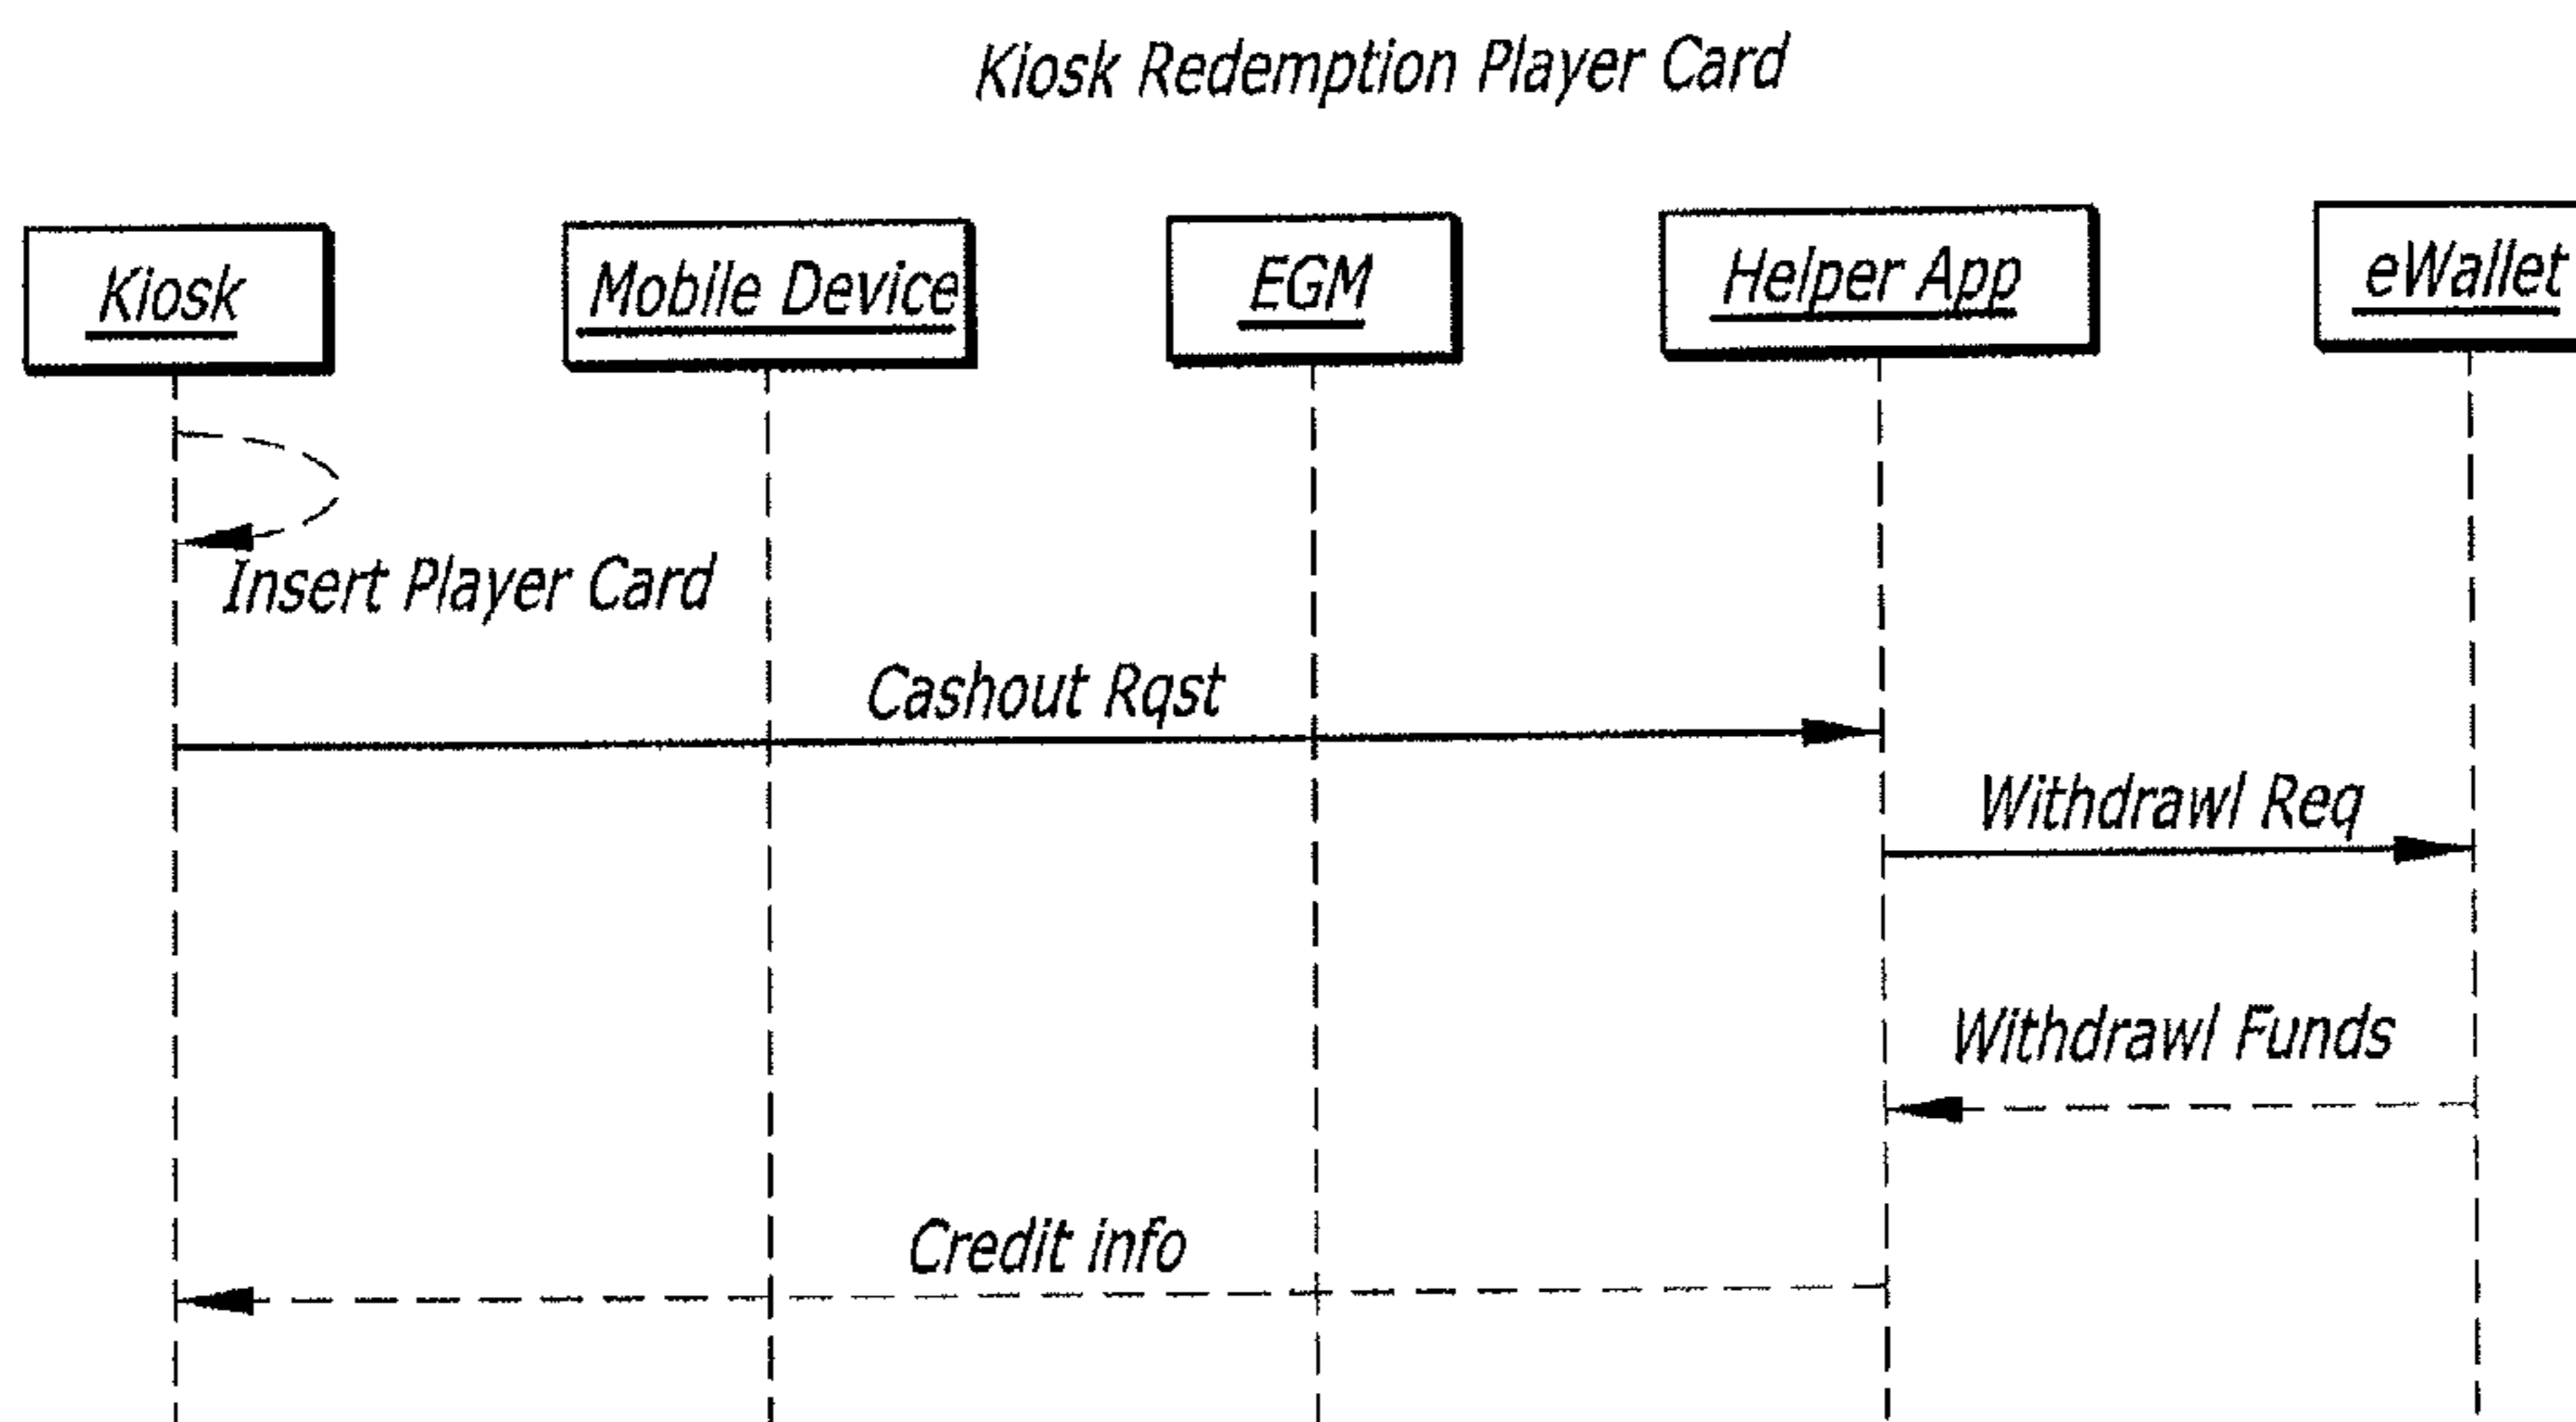 Kiosk Redemption Player Card
Kiosk
Mobile Device
EGM
Helper App
eWallet
Insert Player Card
Cashout Rqst
Withdrawl Req
Withdrawl Funds
Credit info